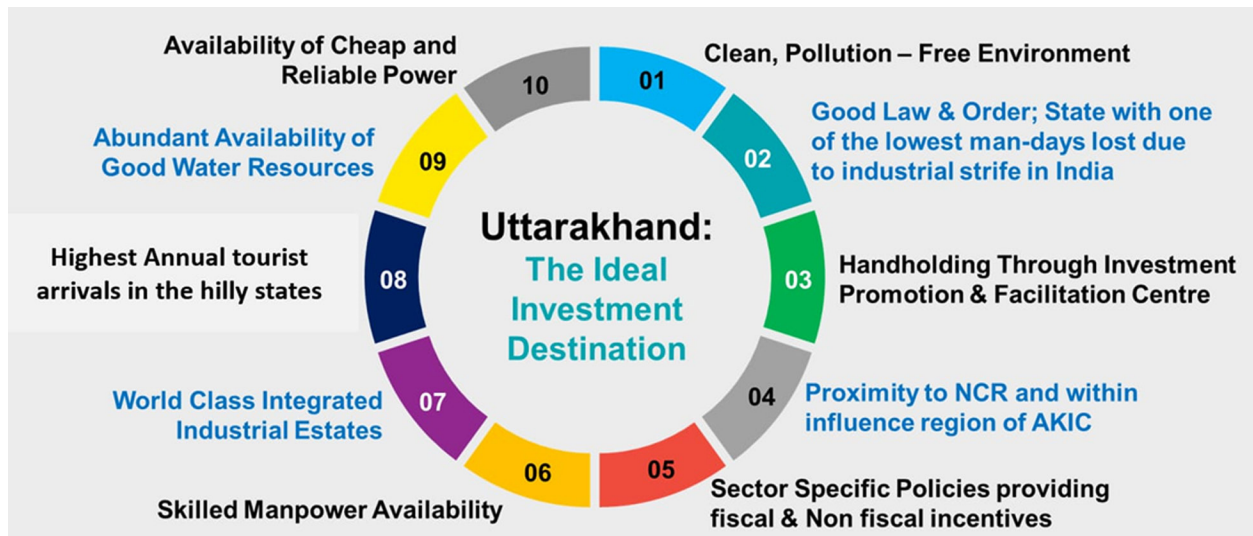 Uttarakhand:
The Ideal
Investment
Destination
01
Clean, Pollution – Free Environment
02
Good Law & Order; State with one
of the lowest man-days lost due
to industrial strife in India
03
Handholding Through Investment
Promotion & Facilitation Centre
04
Proximity to NCR and within
influence region of AKIC
05
Sector Specific Policies providing
fiscal & Non fiscal incentives
06
Skilled Manpower Availability
07
World Class Integrated
Industrial Estates
08
Highest Annual tourist
arrivals in the hilly states
09
Abundant Availability of
Good Water Resources
10
Availability of Cheap and
Reliable Power